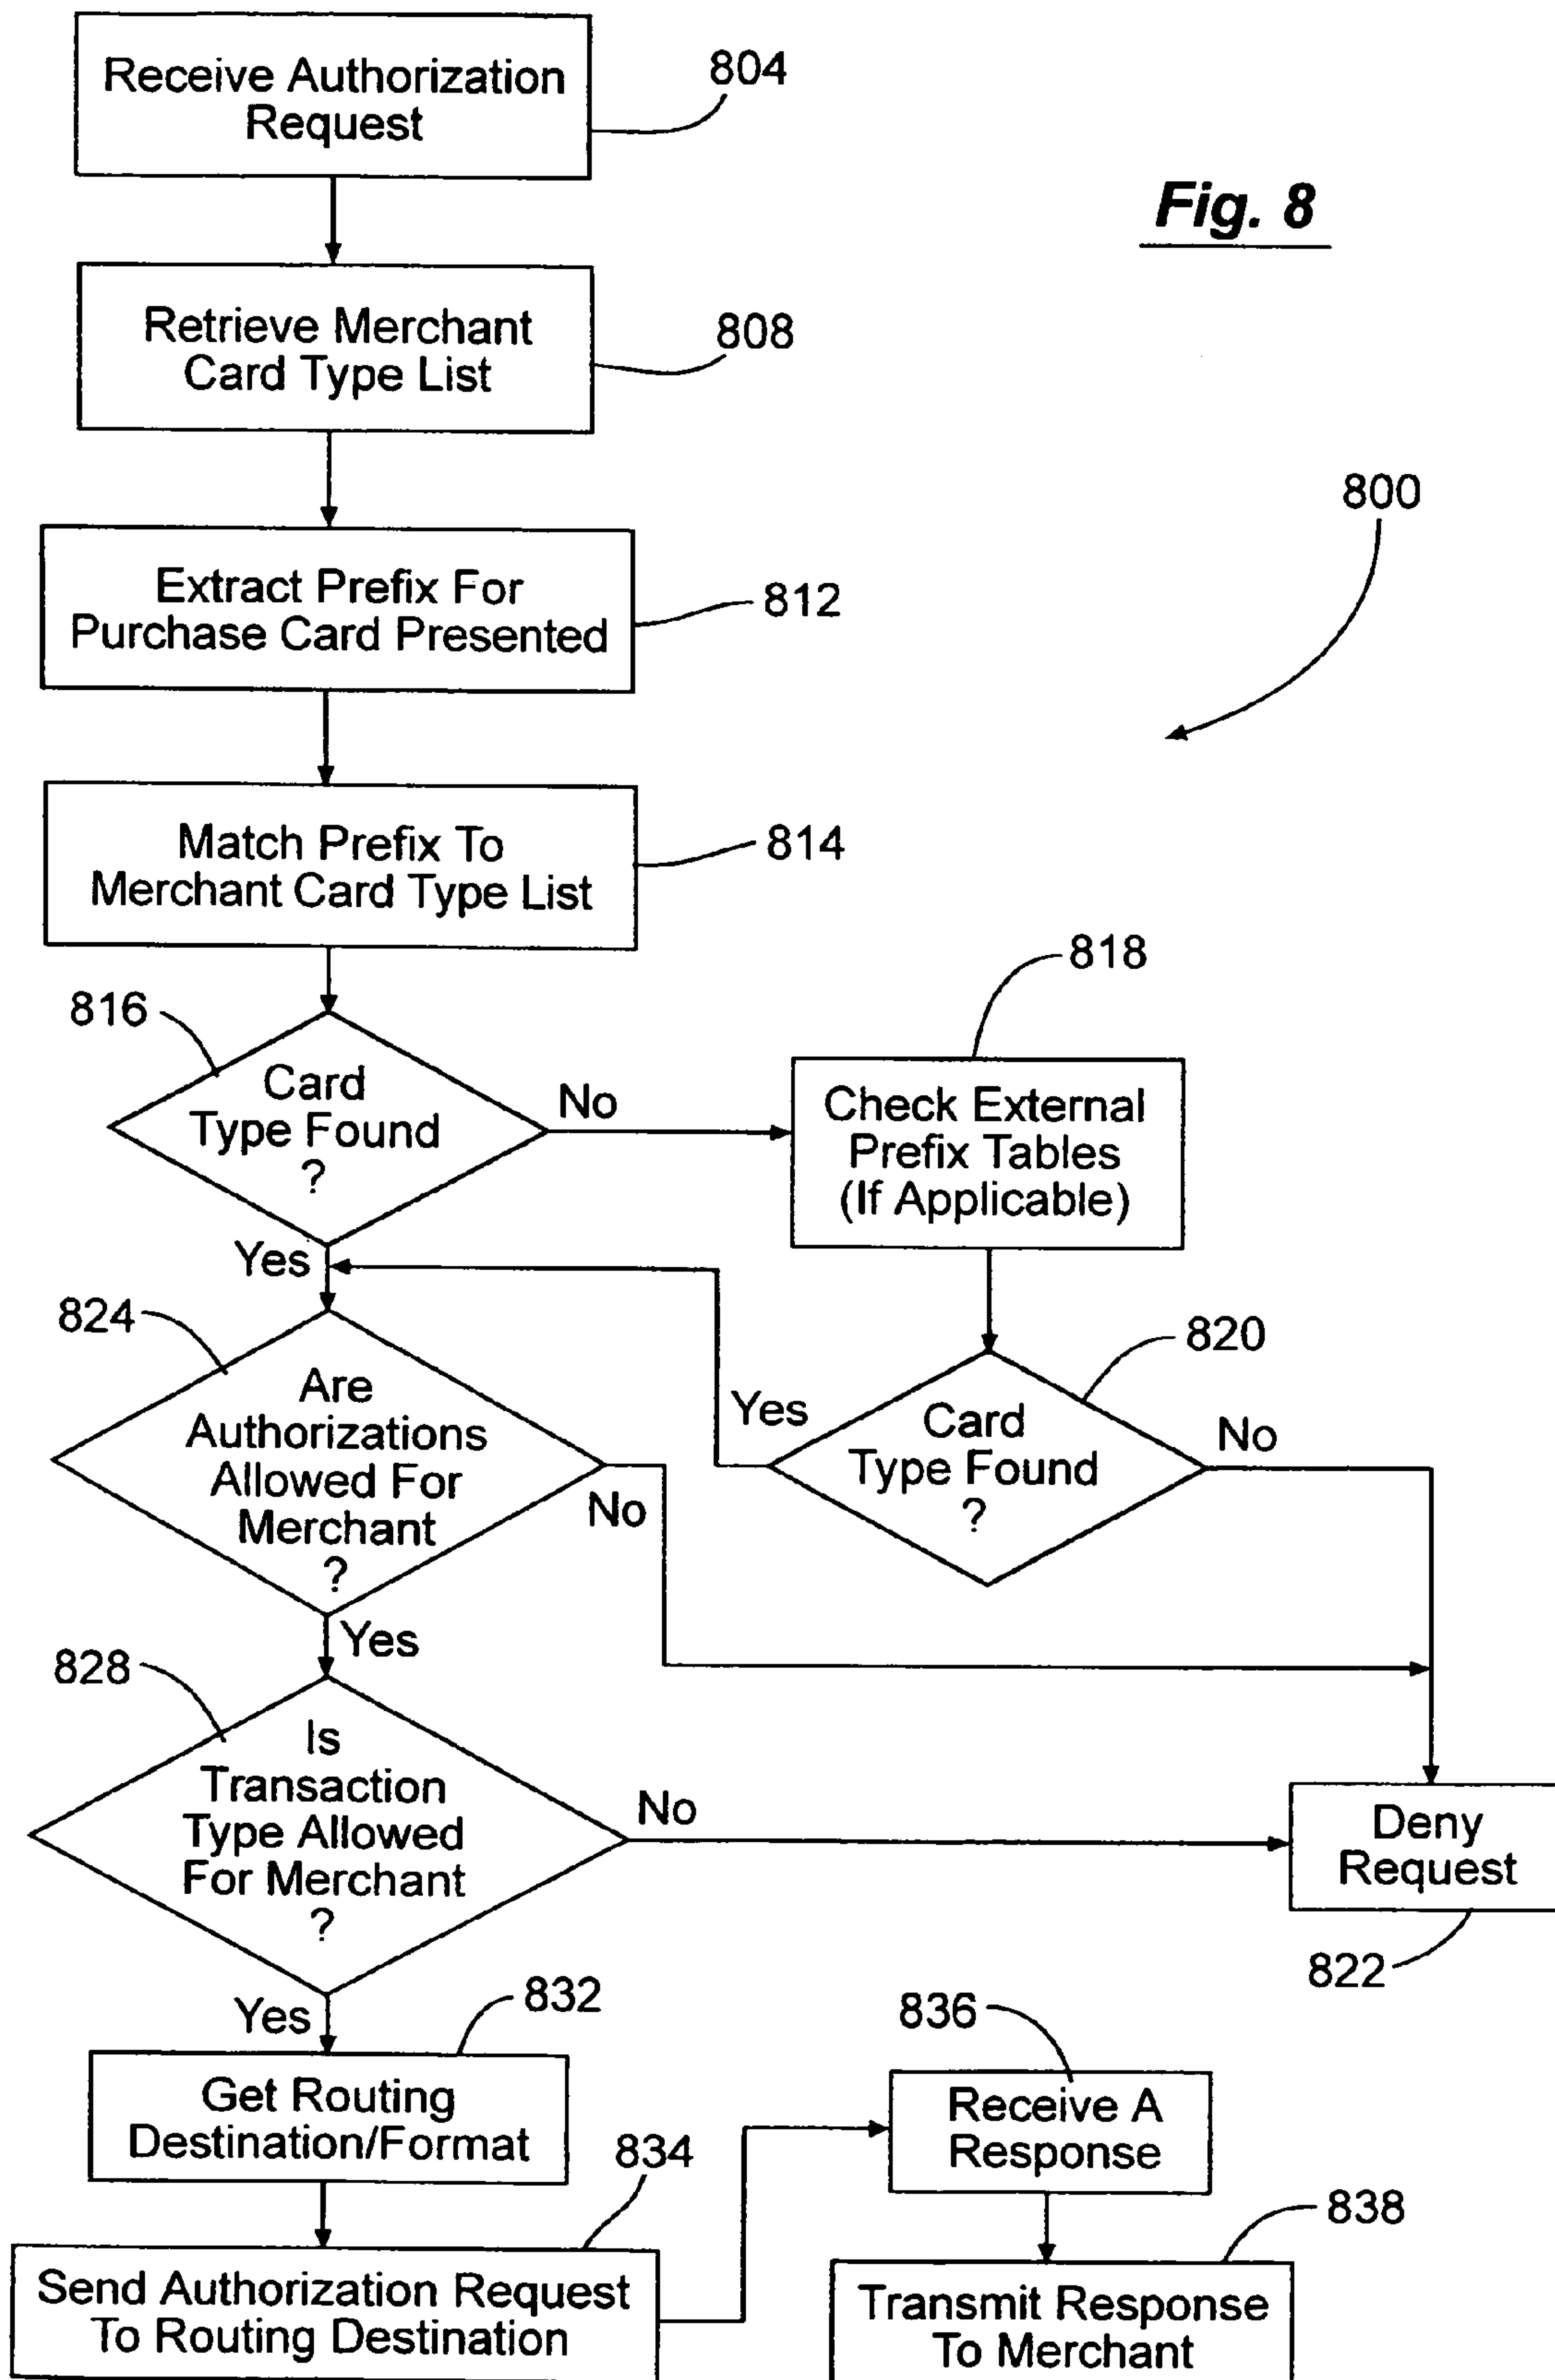 Receive Authorization
Request
804
Fig. 8
Retrieve Merchant
Card Type List
808
800
Extract Prefix For
Purchase Card Presented
812
Match Prefix To
Merchant Card Type List
814
816
Card
Type Found
?
No
Yes
818
Check External
Prefix Tables
(If Applicable)
820
Card
Type Found
?
Yes
No
824
Are
Authorizations
Allowed For
Merchant
?
No
Yes
828
Is
Transaction
Type Allowed
For Merchant
?
No
Yes
Deny
Request
822
832
Get Routing
Destination/Format
834
Send Authorization Request
To Routing Destination
836
Receive A
Response
838
Transmit Response
To Merchant